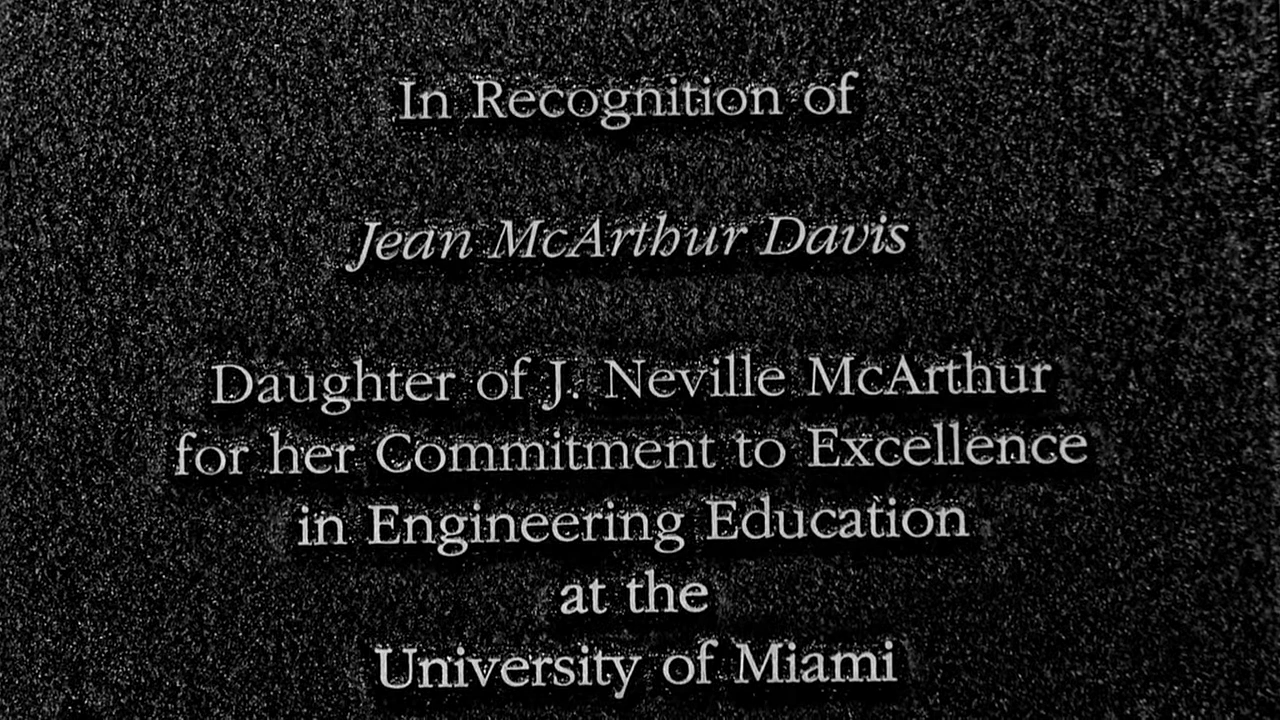 In Recognition of
Jean McArthur Davis
Daughter of J. Neville McArthur
for her Commitment to Excellence
in Engineering Education
at the
University of Miami